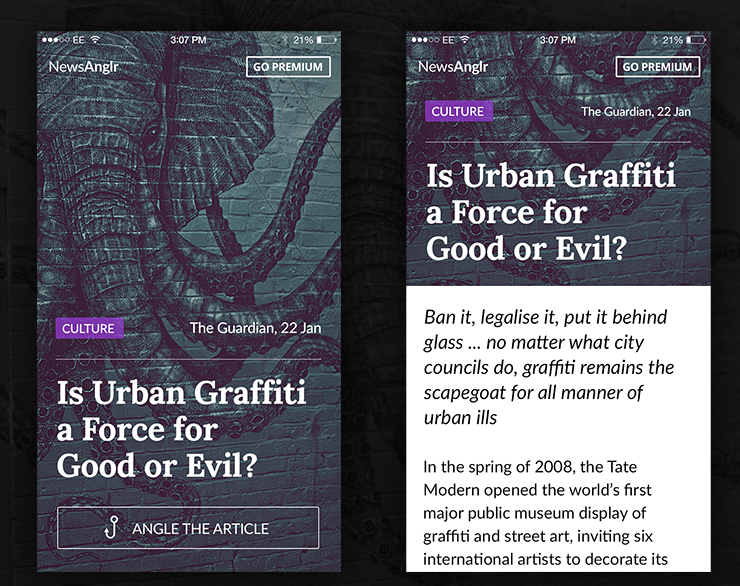 EE 3:07 PM 21%
NewsAnglr GO PREMIUM
CULTURE The Guardian, 22 Jan
Is Urban Graffiti
a Force for
Good or Evil?
ANGLE THE ARTICLE
EE 3:07 PM 21%
NewsAnglr GO PREMIUM
CULTURE The Guardian, 22 Jan
Is Urban Graffiti
a Force for
Good or Evil?
Ban it, legalise it, put it behind
glass ... no matter what city
councils do, graffiti remains the
scapegoat for all manner of
urban ills
In the spring of 2008, the Tate
Modern opened the world’s first
major public museum display of
graffiti and street art, inviting six
international artists to decorate its